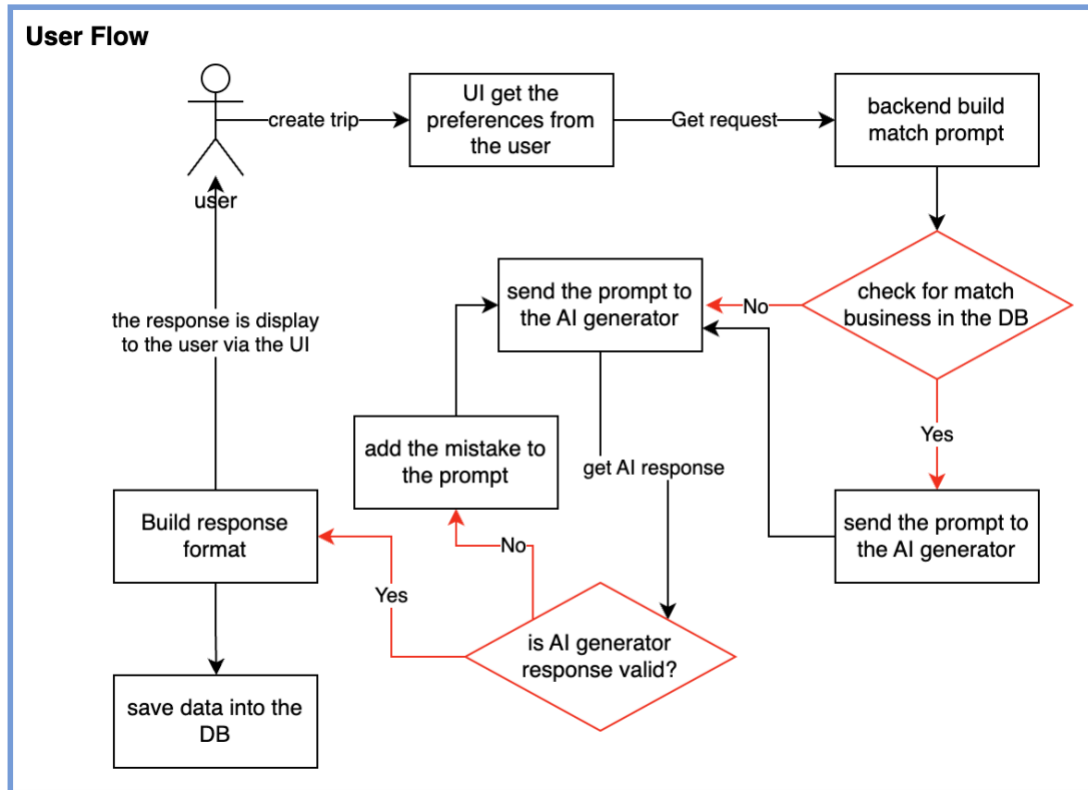 User Flow
UI get the
preferences from
the user
create trip
Get request
backend build
match prompt
user
send the prompt to
the AI generator
No
check for match
business in the DB
the response is display
to the user via the UI
add the mistake to
the prompt
get AI response
Yes
Build response
format
send the prompt to
the AI generator
No
Yes
is AI generator
response valid?
save data into the
DB